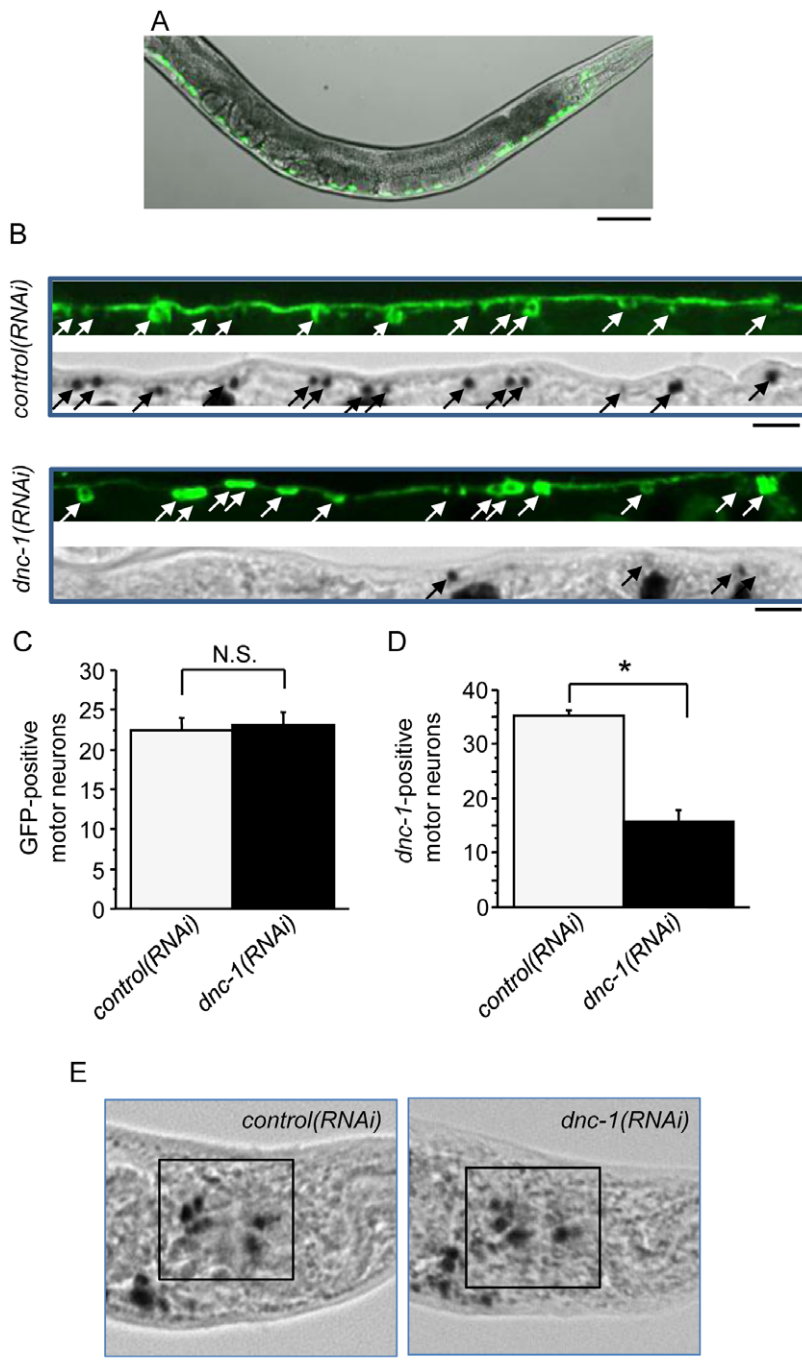 A
B
control(RNAi)
dnc-1(RNAi)
C
N.S.
30
25
20
15
10
5
0
GFP-positive
motor neurons
control(RNAi)
dnc-1(RNAi)
D
*
40
30
20
10
0
dnc-1-positive
motor neurons
control(RNAi)
dnc-1(RNAi)
E
control(RNAi)
dnc-1(RNAi)